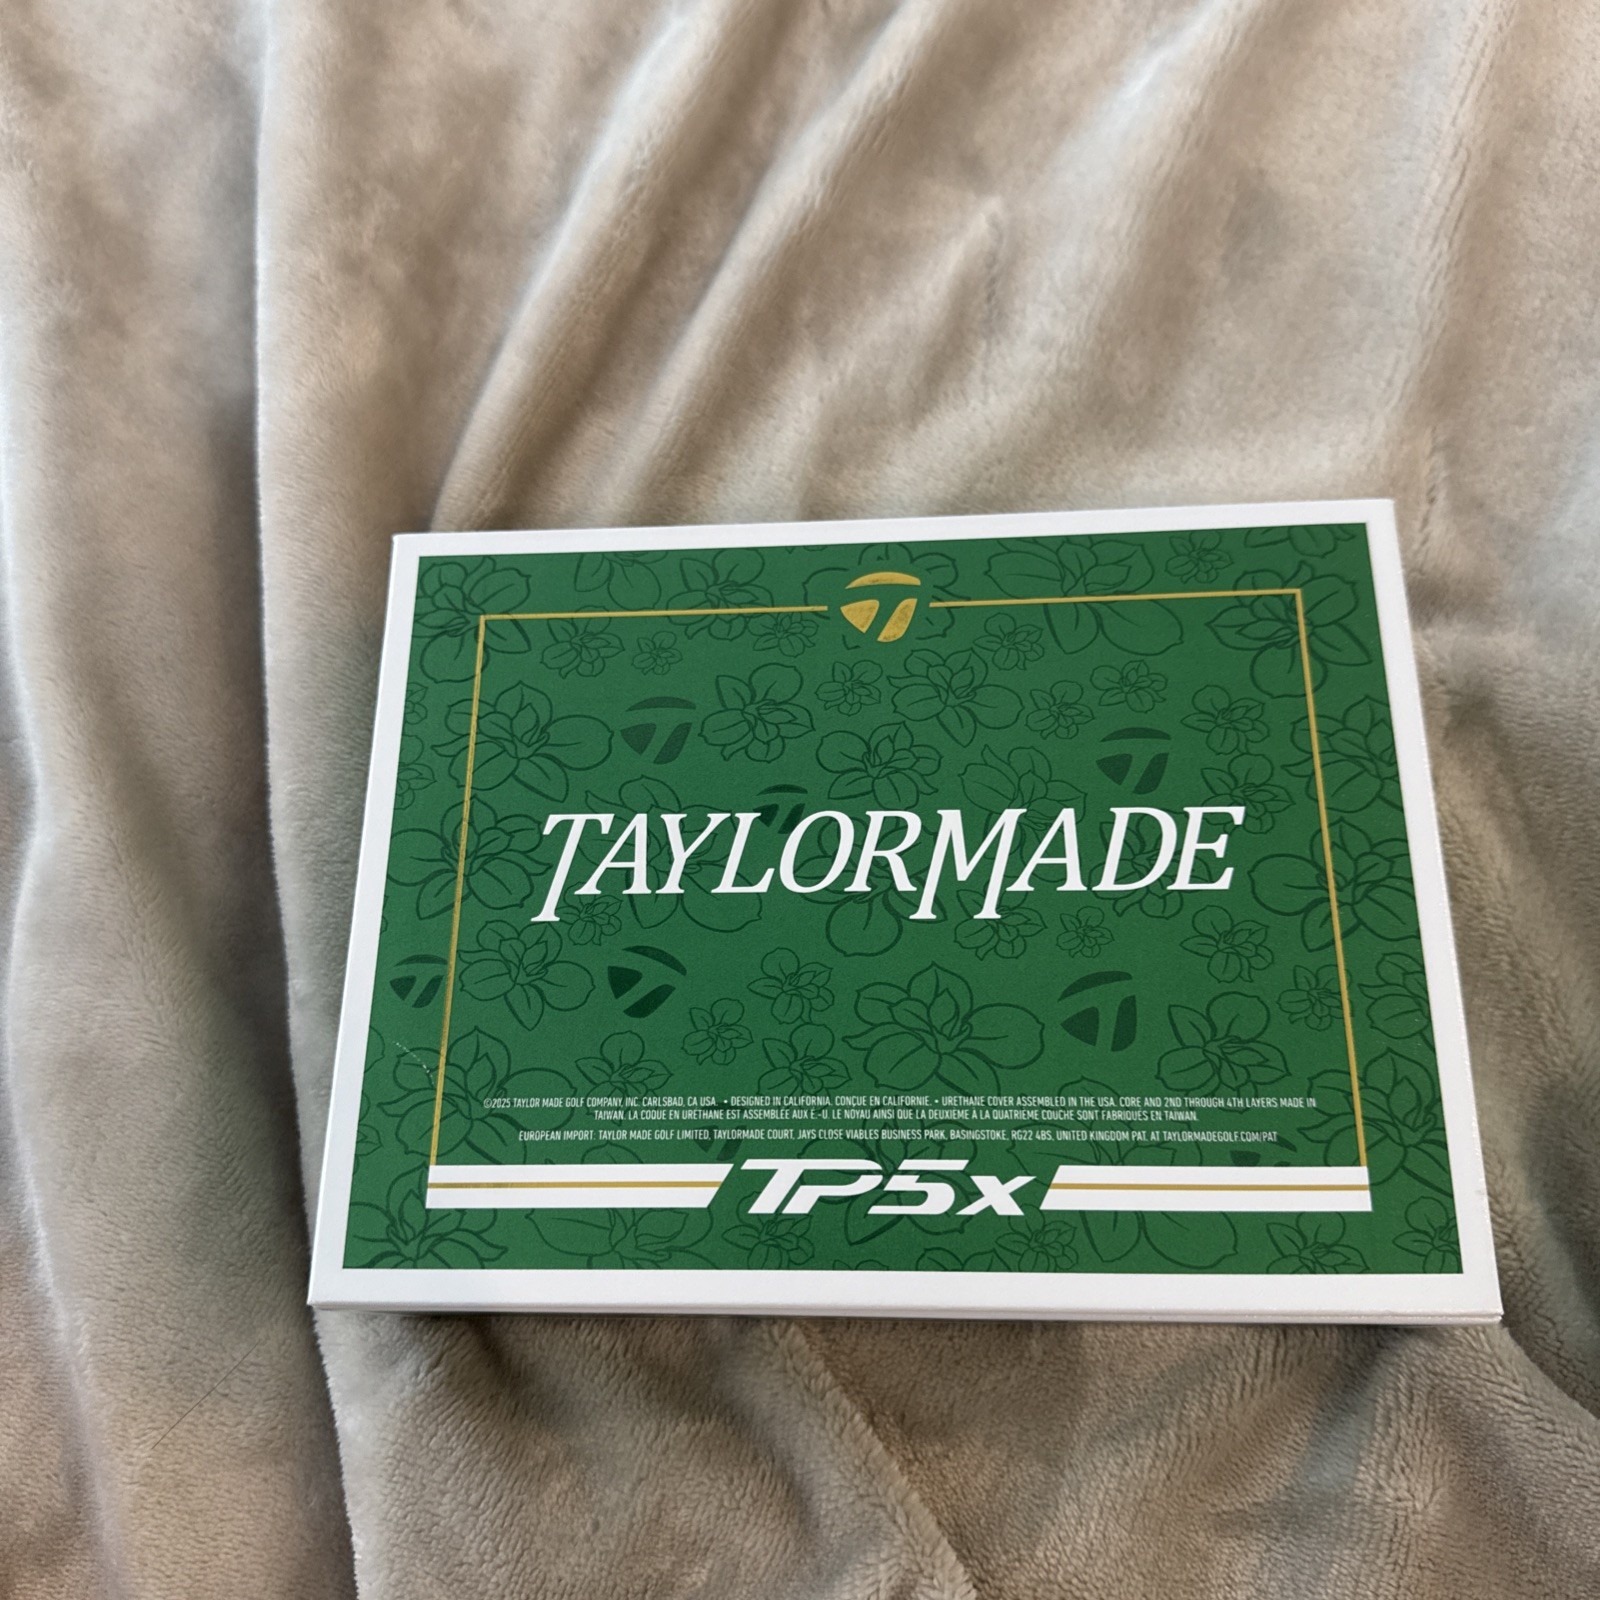 TAYLORMADE
©2025 TAYLOR MADE GOLF COMPANY, INC. CARLSBAD, CA USA. • DESIGNED IN CALIFORNIA. CONÇUE EN CALIFORNIE. • URETHANE COVER ASSEMBLED IN THE USA. CORE AND 2ND THROUGH 4TH LAYERS MADE IN
TAIWAN. LA COQUE EN URETHANE EST ASSEMBLÉE AUX É.-U. LE NOYAU AINSI QUE LA DEUXIEME À LA QUATRIEME COUCHE SONT FABRIQUÉS EN TAIWAN.
EUROPEAN IMPORT: TAYLOR MADE GOLF LIMITED, TAYLORMADE COURT, JAYS CLOSE VIABLES BUSINESS PARK, BASINGSTOKE, RG22 4BS, UNITED KINGDOM PAT. AT TAYLORMADEGOLF.COM/PAT
TP5x